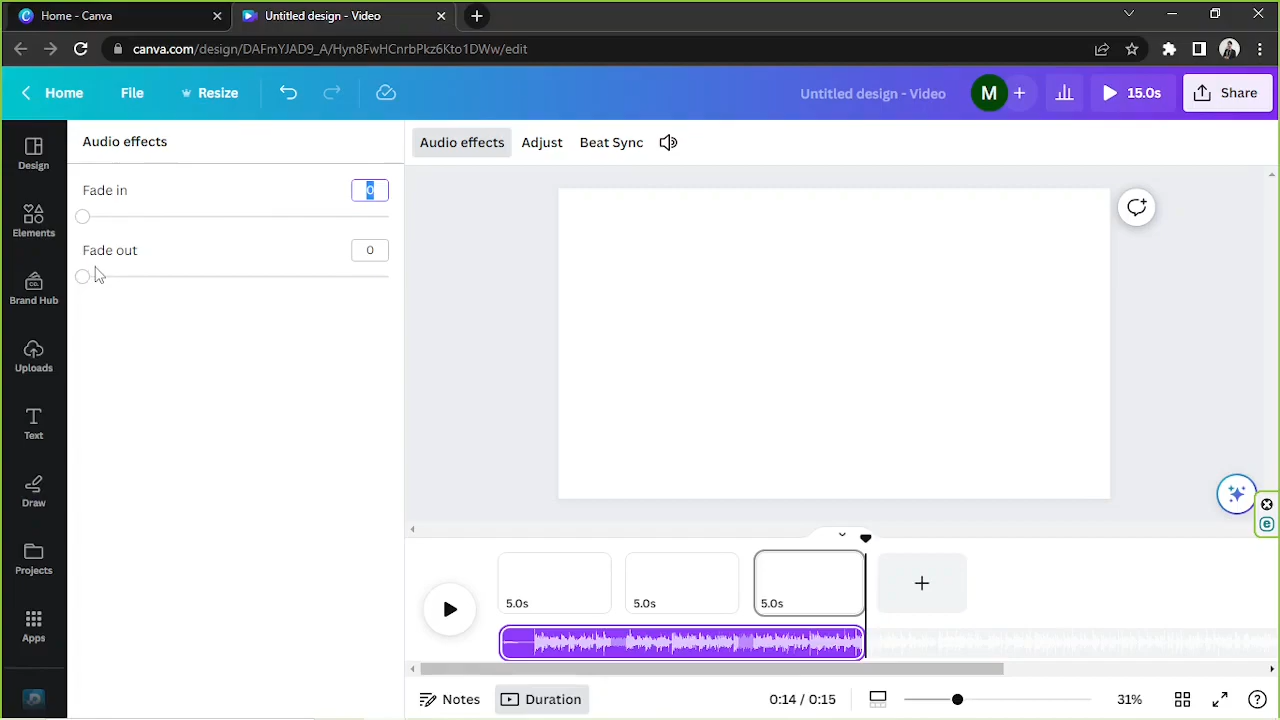 Home - Canva
Untitled design - Video
canva.com/design/DAFmYJAD9_A/Hyn8FwHCnrbPkz6Kto1DWw/edit
Home
File
Resize
Untitled design - Video
M
15.0s
Share
Design
Elements
Brand Hub
Uploads
Text
Draw
Projects
Apps
Audio effects
Fade in
0
Fade out
0
Audio effects
Adjust
Beat Sync
5.0s
5.0s
5.0s
Notes
Duration
0:14 / 0:15
31%